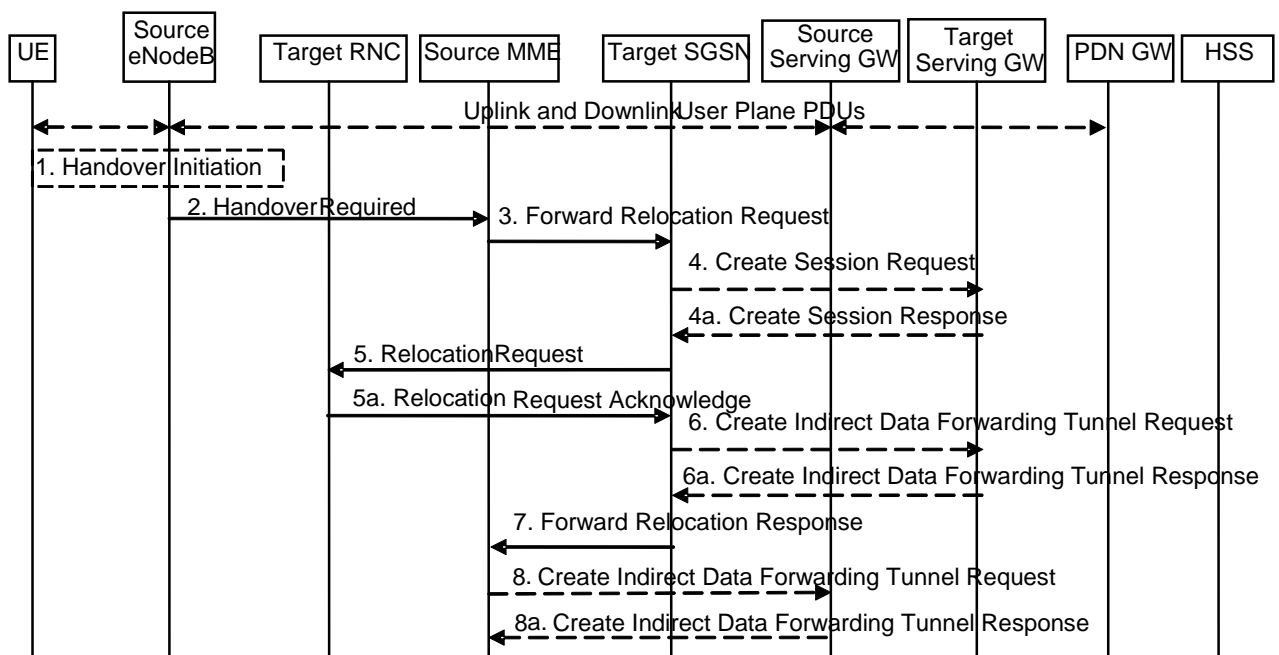 UE
Source
eNodeB
Target RNC
Source MME
Target SGSN
Source
Serving GW
Target
Serving GW
PDN GW
HSS
Uplink and Downlink User Plane PDUs
1. Handover Initiation
2. Handover Required
3. Forward Relocation Request
4. Create Session Request
4a. Create Session Response
5. Relocation Request
5a. Relocation Request Acknowledge
6. Create Indirect Data Forwarding Tunnel Request
6a. Create Indirect Data Forwarding Tunnel Response
7. Forward Relocation Response
8. Create Indirect Data Forwarding Tunnel Request
8a. Create Indirect Data Forwarding Tunnel Response